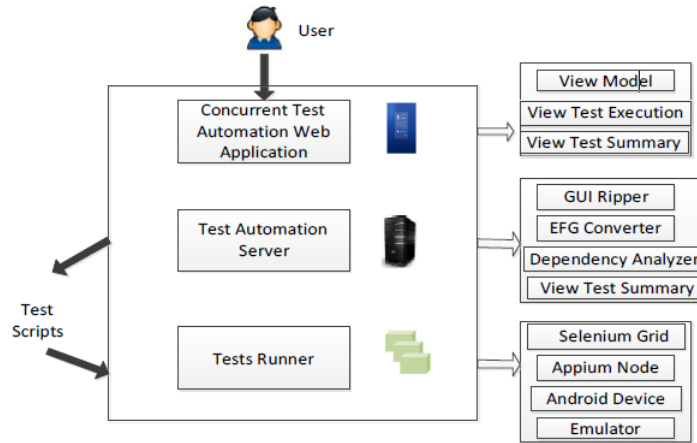 User
Concurrent Test
Automation Web
Application
View Model
View Test Execution
View Test Summary
Test Automation
Server
GUI Ripper
EFG Converter
Dependency Analyzer
View Test Summary
Test
Scripts
Tests Runner
Selenium Grid
Appium Node
Android Device
Emulator